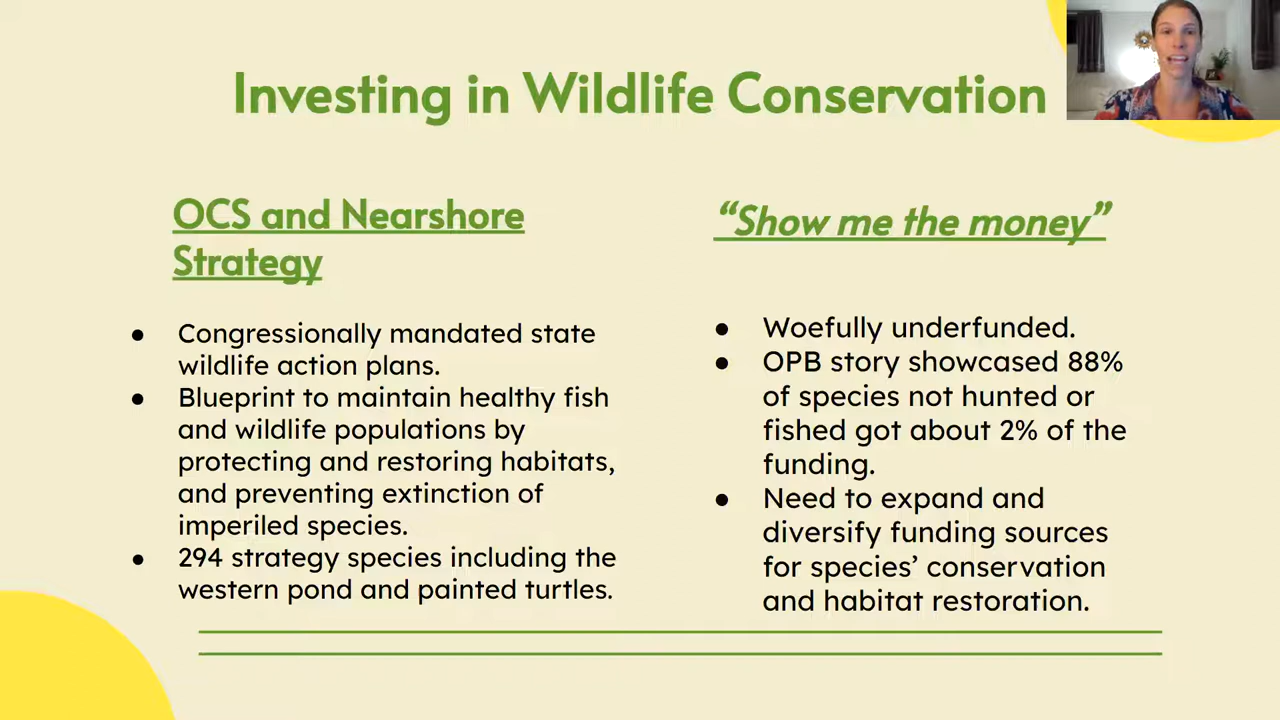 Investing in Wildlife Conservation
OCS and Nearshore
Strategy
● Congressionally mandated state
wildlife action plans.
● Blueprint to maintain healthy fish
and wildlife populations by
protecting and restoring habitats,
and preventing extinction of
imperiled species.
● 294 strategy species including the
western pond and painted turtles.
“Show me the money”
● Woefully underfunded.
● OPB story showcased 88%
of species not hunted or
fished got about 2% of the
funding.
● Need to expand and
diversify funding sources
for species’ conservation
and habitat restoration.